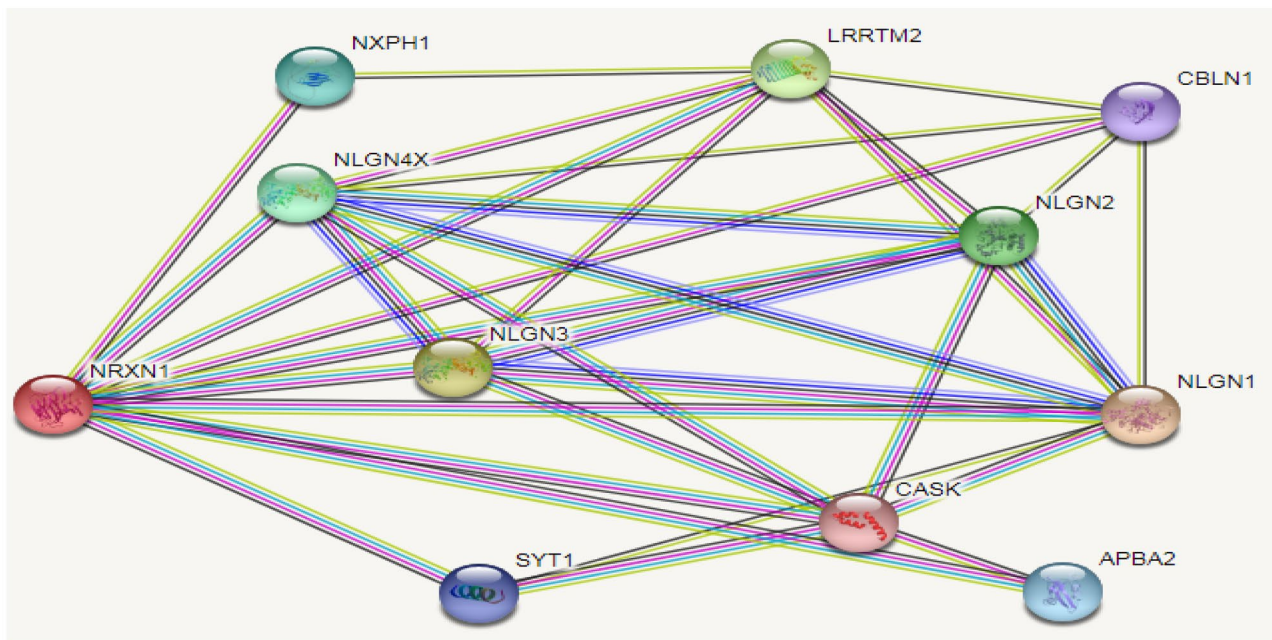 LRRTM2
NXPH1
CBLN1
NLGN4X
NLGN2
NLGN3
NRXN1
NLGN1
CASK
SYT1
APBA2